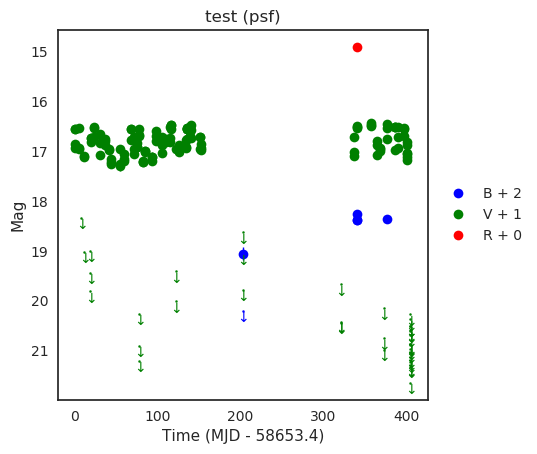 test (psf)
15
16
17
18
19
20
21
Mag
0
100
200
300
400
Time (MJD - 58653.4)
B + 2
V + 1
R + 0